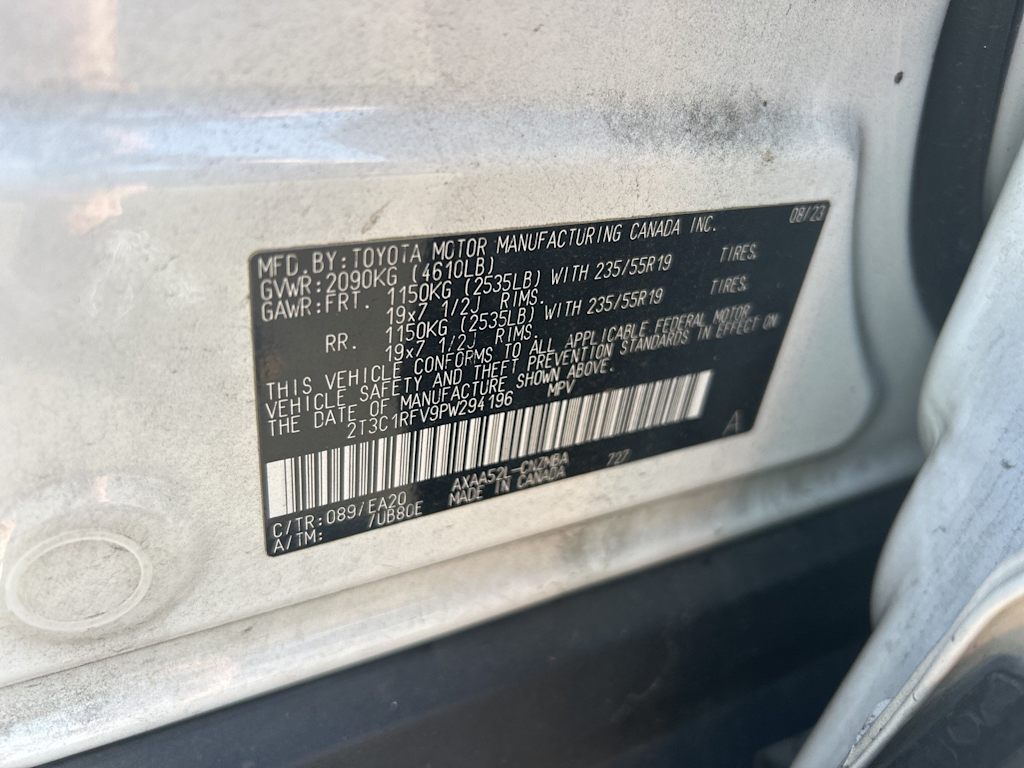 08/23
MFD.BY:TOYOTA MOTOR MANUFACTURING CANADA INC.
GVWR:2090KG (4610LB)
GAWR:FRT. 1150KG (2535LB) WITH 235/55R19 TIRES.
19x7 1/2J RIMS.
RR. 1150KG (2535LB) WITH 235/55R19 TIRES.
19x7 1/2J RIMS.
THIS VEHICLE CONFORMS TO ALL APPLICABLE FEDERAL MOTOR
VEHICLE SAFETY AND THEFT PREVENTION STANDARDS IN EFFECT ON
THE DATE OF MANUFACTURE SHOWN ABOVE.
2T3C1RFV9PW294196 MPV
A
C/TR:089/EA20 AXAA52L-CNZMBA 727
A/TM: /UB80E MADE IN CANADA